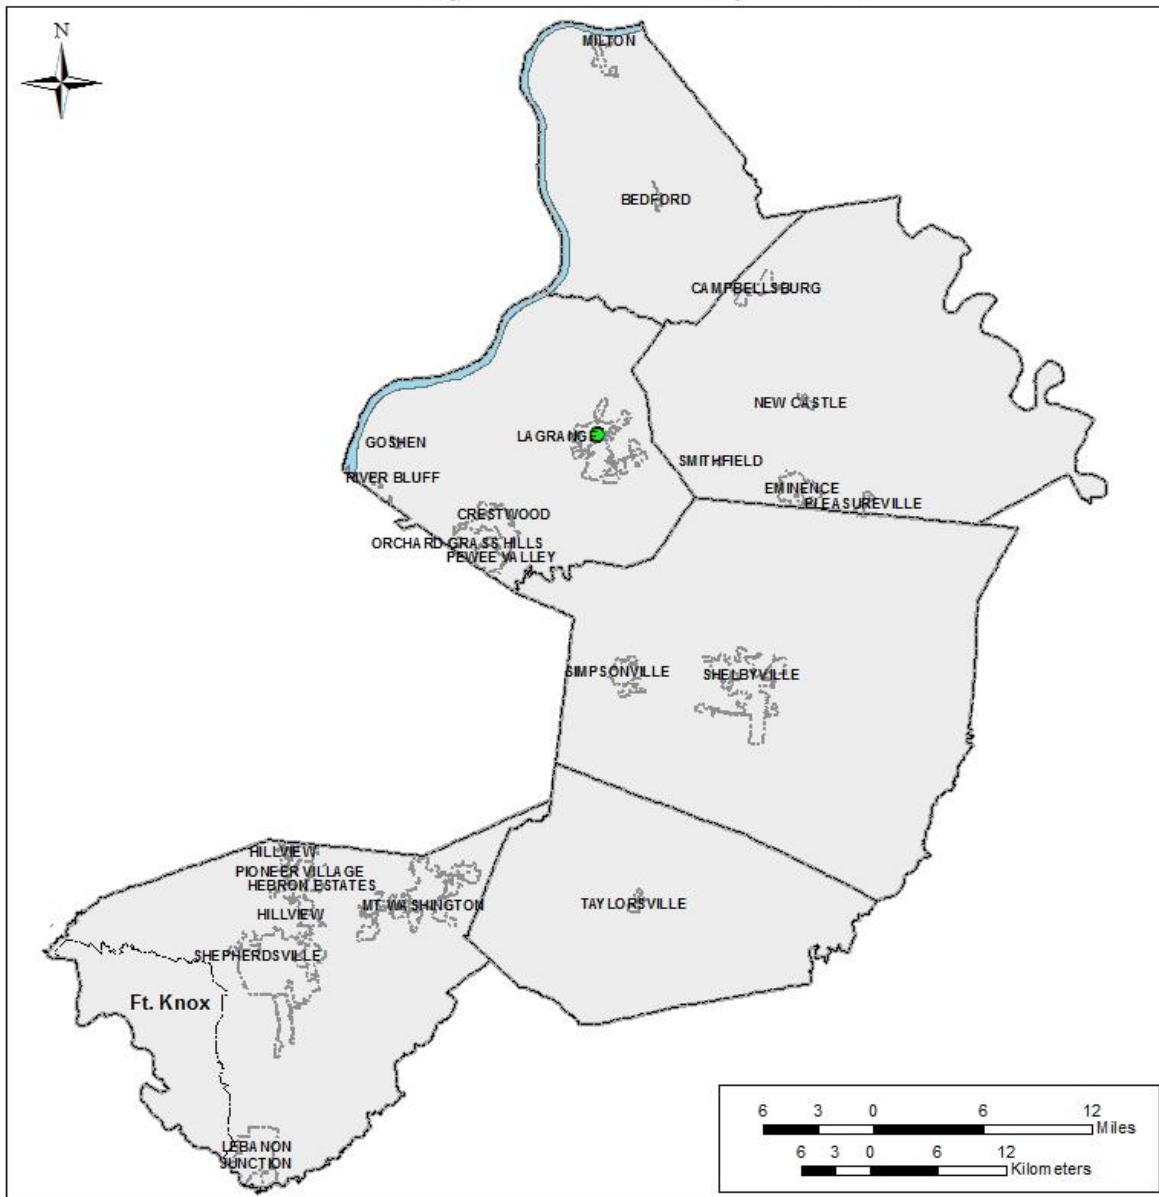 N
MILTON
BEDFORD
CAMPBELLSBURG
NEW CASTLE
LAGRANGE
GOSHEN
SMITHFIELD
RIVER BLUFF
EMINENCE
PLEASUREVILLE
CRESTWOOD
ORCHARD GRASS HILLS
PEWEE VALLEY
SIMPSONVILLE
SHELBYVILLE
HILLVIEW
PIONEER VILLAGE
HEBRON ESTATES
MT WASHINGTON
TAYLORSVILLE
HILLVIEW
SHEPHERDSVILLE
Ft. Knox
LEBANON
JUNCTION
6 3 0 6 12
Miles
6 3 0 6 12
Kilometers